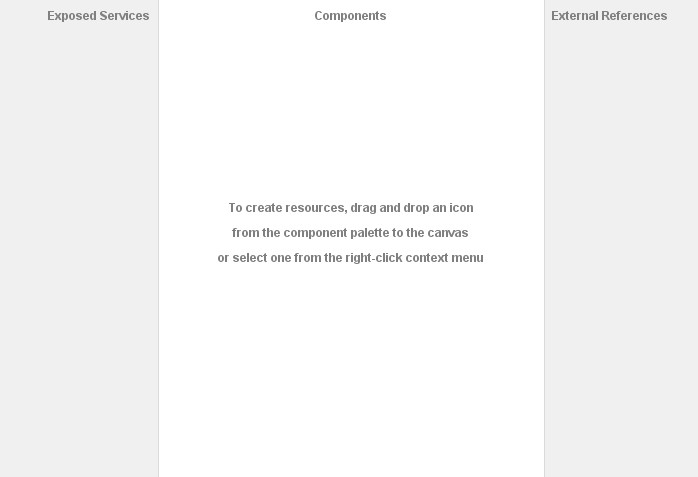 Exposed Services
Components
External References
To create resources, drag and drop an icon
from the component palette to the canvas
or select one from the right-click context menu